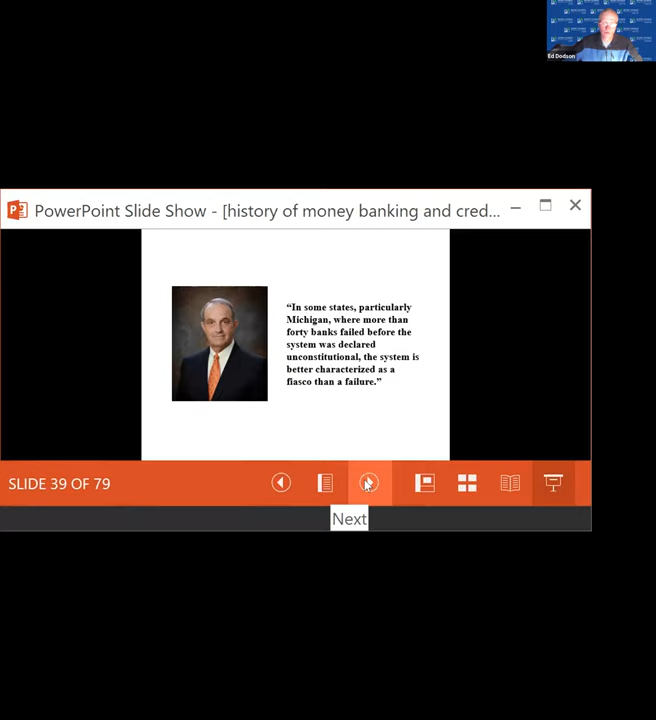 Ed Dodson
PowerPoint Slide Show - [history of money banking and cred...
“In some states, particularly
Michigan, where more than
forty banks failed before the
system was declared
unconstitutional, the system is
better characterized as a
fiasco than a failure.”
SLIDE 39 OF 79
Next